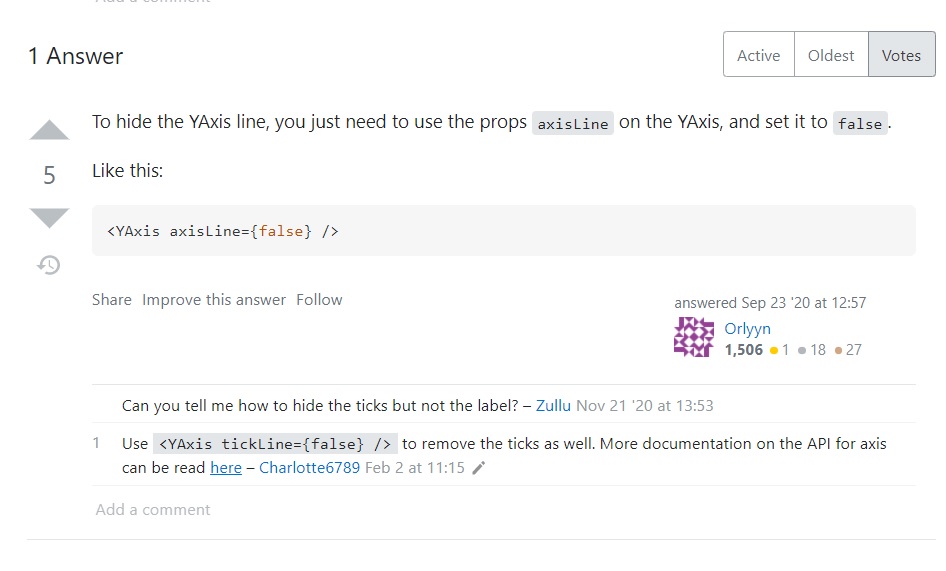 1 Answer
Active Oldest Votes
To hide the YAxis line, you just need to use the props axisLine on the YAxis, and set it to false.
5
Like this:
<YAxis axisLine={false} />
Share Improve this answer Follow
answered Sep 23 '20 at 12:57
Orlyyn
1,506 1 18 27
Can you tell me how to hide the ticks but not the label? – Zullu Nov 21 '20 at 13:53
1 Use <YAxis tickLine={false} /> to remove the ticks as well. More documentation on the API for axis
can be read here – Charlotte6789 Feb 2 at 11:15
Add a comment